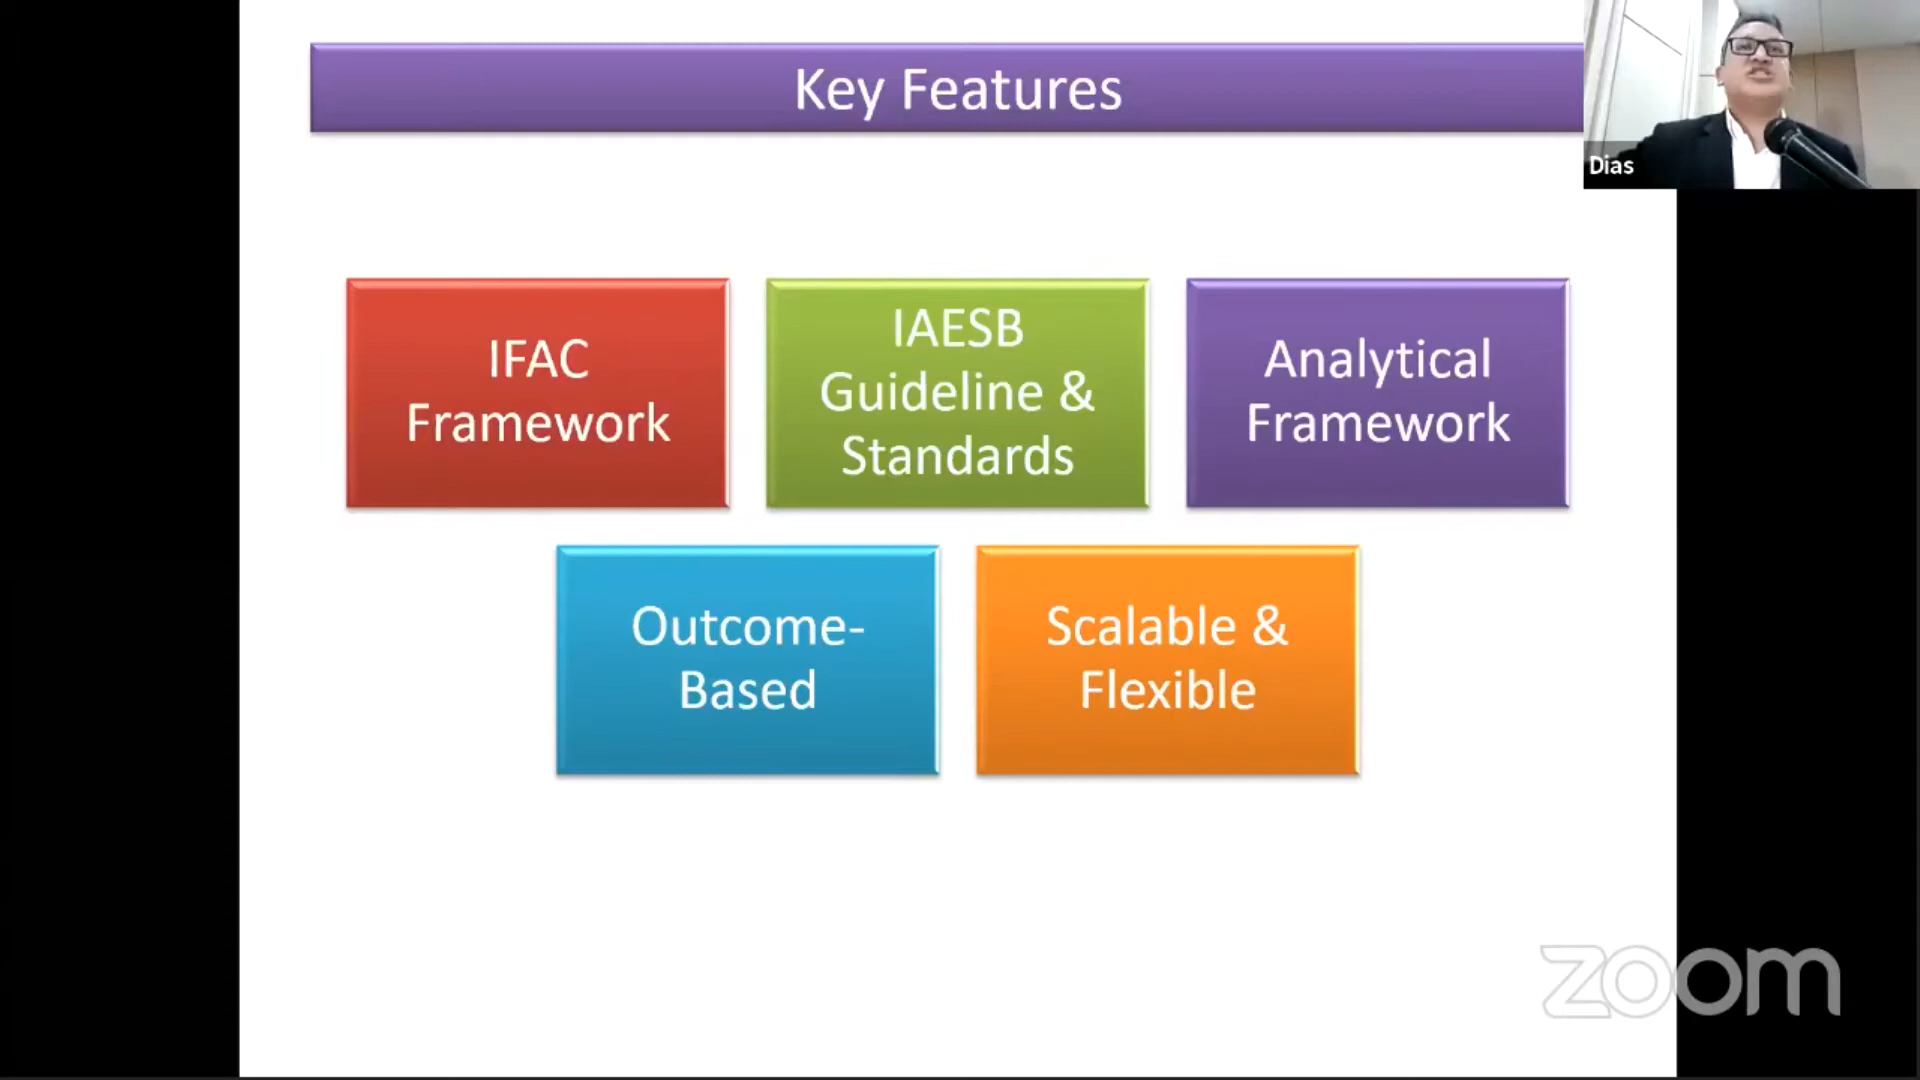 Key Features
Dias
IFAC
Framework
IAESB
Guideline &
Standards
Analytical
Framework
Outcome-
Based
Scalable &
Flexible
zoom